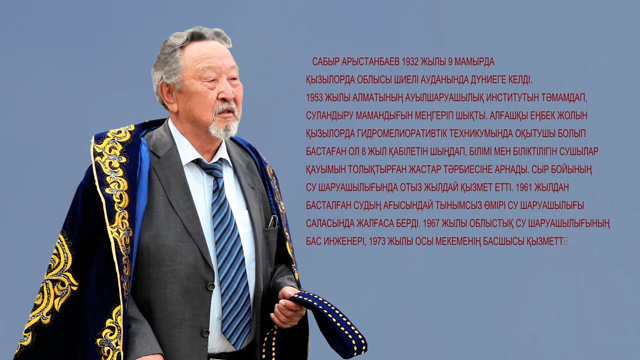 САБЫР АРЫСТАНБАЕВ 1932 ЖЫЛЫ 9 МАМЫРДА
ҚЫЗЫЛОРДА ОБЛЫСЫ ШИЕЛІ АУДАНЫНДА ДҮНИЕГЕ КЕЛДІ.
1953 ЖЫЛЫ АЛМАТЫНЫҢ АУЫЛШАРУАШЫЛЫҚ ИНСТИТУТЫН ТӘМАМДАП,
СУЛАНДЫРУ МАМАНДЫҒЫН МЕҢГЕРІП ШЫҚТЫ. АЛҒАШҚЫ ЕҢБЕК ЖОЛЫН
ҚЫЗЫЛОРДА ГИДРОМЕЛИОРАТИВТІК ТЕХНИКУМЫНДА ОҚЫТУШЫ БОЛЫП
БАСТАҒАН ОЛ 8 ЖЫЛ ҚАБІЛЕТІН ШЫҢДАП, БІЛІМІ МЕН БІЛІКТІЛІГІН СУШЫЛАР
ҚАУЫМЫН ТОЛЫҚТЫРҒАН ЖАСТАР ТӘРБИЕСІНЕ АРНАДЫ. СЫР БОЙЫНЫҢ
СУ ШАРУАШЫЛЫҒЫНДА ОТЫЗ ЖЫЛДАЙ ҚЫЗМЕТ ЕТТІ. 1961 ЖЫЛДАН
БАСТАЛҒАН СУДЫҢ АҒЫСЫНДАЙ ТЫНЫМСЫЗ ӨМІРІ СУ ШАРУАШЫЛЫҒЫ
САЛАСЫНДА ЖАЛҒАСА БЕРДІ. 1967 ЖЫЛЫ ОБЛЫСТЫҚ СУ ШАРУАШЫЛЫҒЫНЫҢ
БАС ИНЖЕНЕРІ, 1973 ЖЫЛЫ ОСЫ МЕКЕМЕНІҢ БАСШЫСЫ ҚЫЗМЕТТЕ